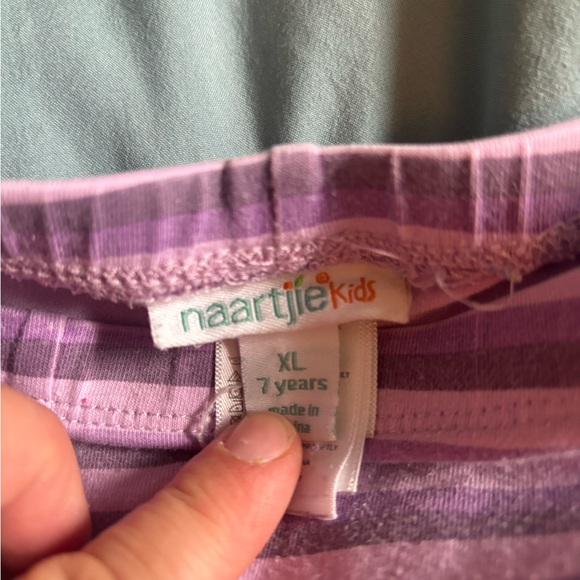 naartjie Kids
XL
7 years
made in